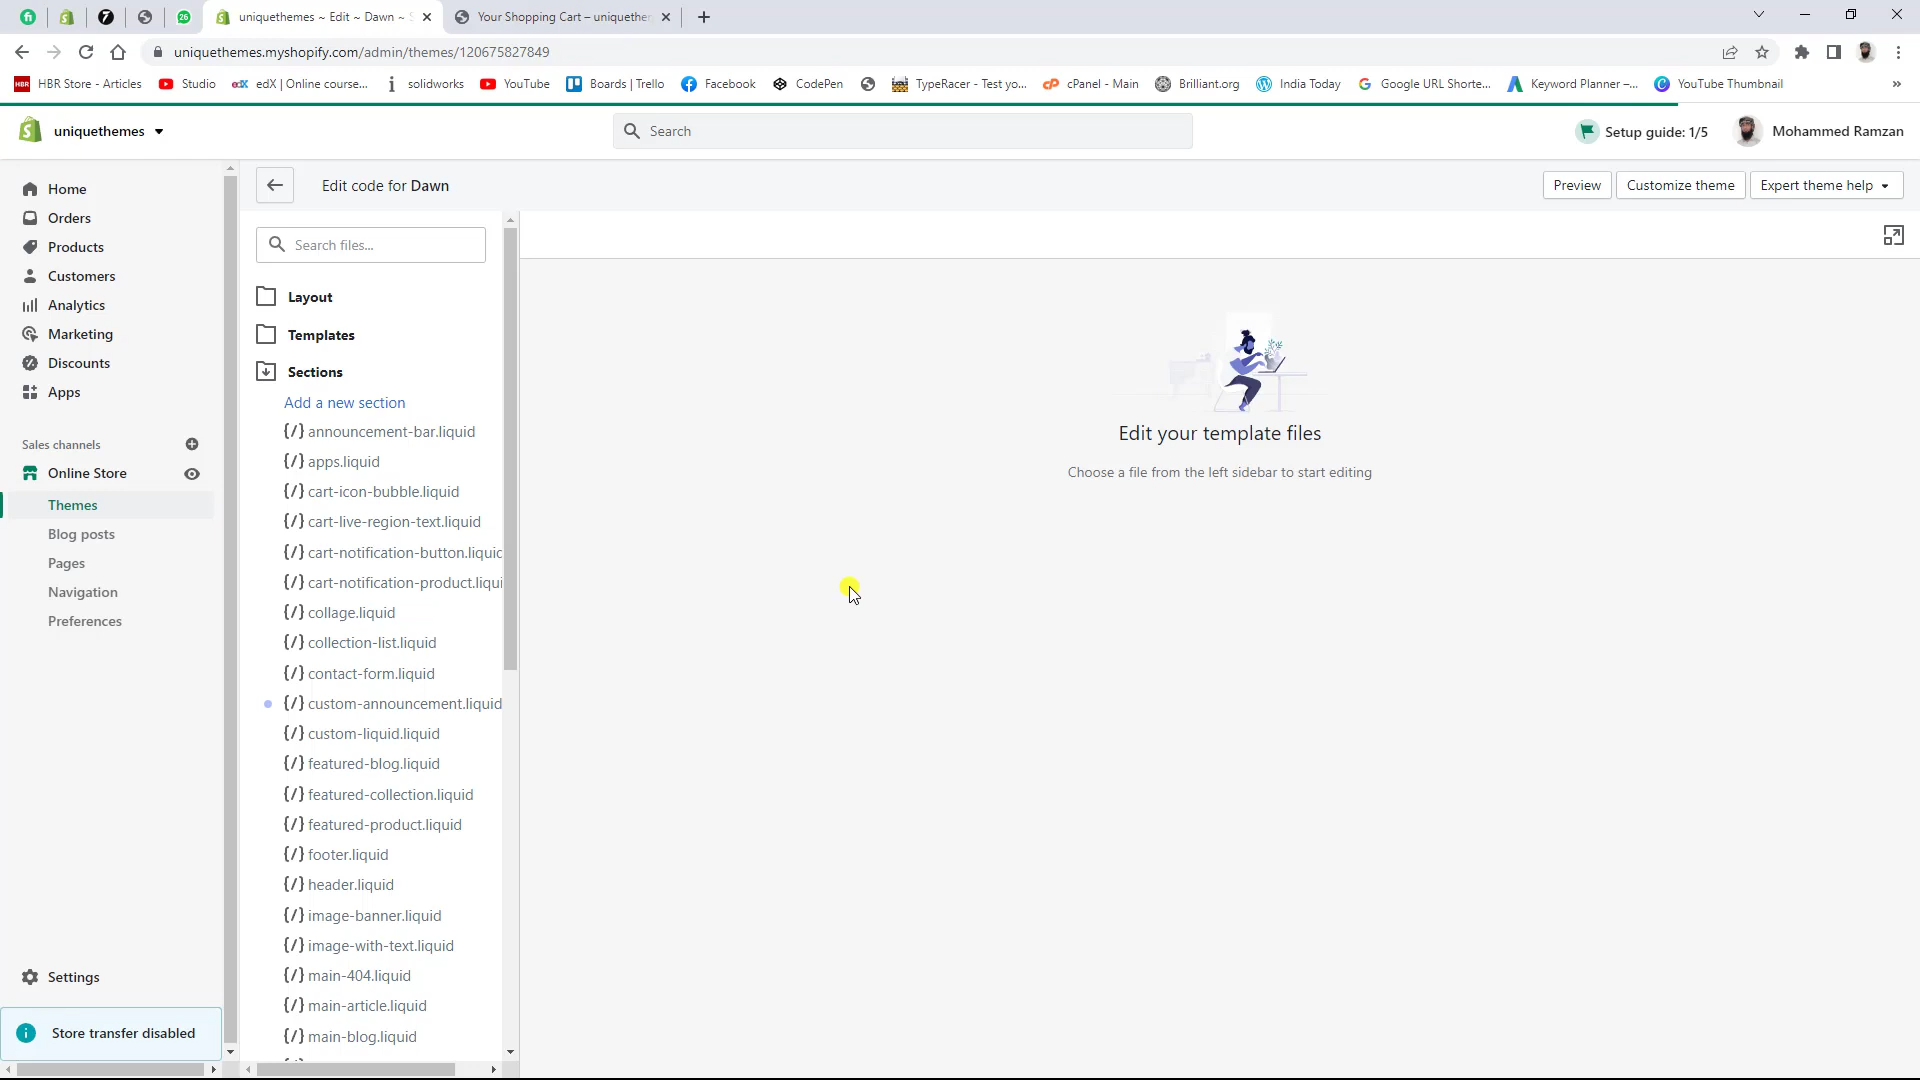 uniquethemes ~ Edit ~ Dawn ~
Your Shopping Cart – uniquethe
uniquethemes.myshopify.com/admin/themes/120675827849
HBR Store - Articles
Studio
edX | Online course...
solidworks
YouTube
Boards | Trello
Facebook
CodePen
TypeRacer - Test yo...
cPanel - Main
Brilliant.org
India Today
Google URL Shorte...
Keyword Planner –...
YouTube Thumbnail
»
uniquethemes
Search
Setup guide: 1/5
Mohammed Ramzan
Home
Orders
Products
Customers
Analytics
Marketing
Discounts
Apps
Sales channels
Online Store
Themes
Blog posts
Pages
Navigation
Preferences
Settings
Store transfer disabled
Edit code for Dawn
Preview
Customize theme
Expert theme help
Search files...
Layout
Templates
Sections
Add a new section
{/} announcement-bar.liquid
{/} apps.liquid
{/} cart-icon-bubble.liquid
{/} cart-live-region-text.liquid
{/} cart-notification-button.liquid
{/} cart-notification-product.liqui
{/} collage.liquid
{/} collection-list.liquid
{/} contact-form.liquid
{/} custom-announcement.liquid
{/} custom-liquid.liquid
{/} featured-blog.liquid
{/} featured-collection.liquid
{/} featured-product.liquid
{/} footer.liquid
{/} header.liquid
{/} image-banner.liquid
{/} image-with-text.liquid
{/} main-404.liquid
{/} main-article.liquid
{/} main-blog.liquid
Edit your template files
Choose a file from the left sidebar to start editing